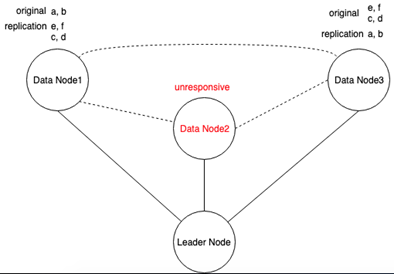 original a, b
replication e, f
c, d
Data Node1
unresponsive
Data Node2
original e, f
c, d
replication a, b
Data Node3
Leader Node